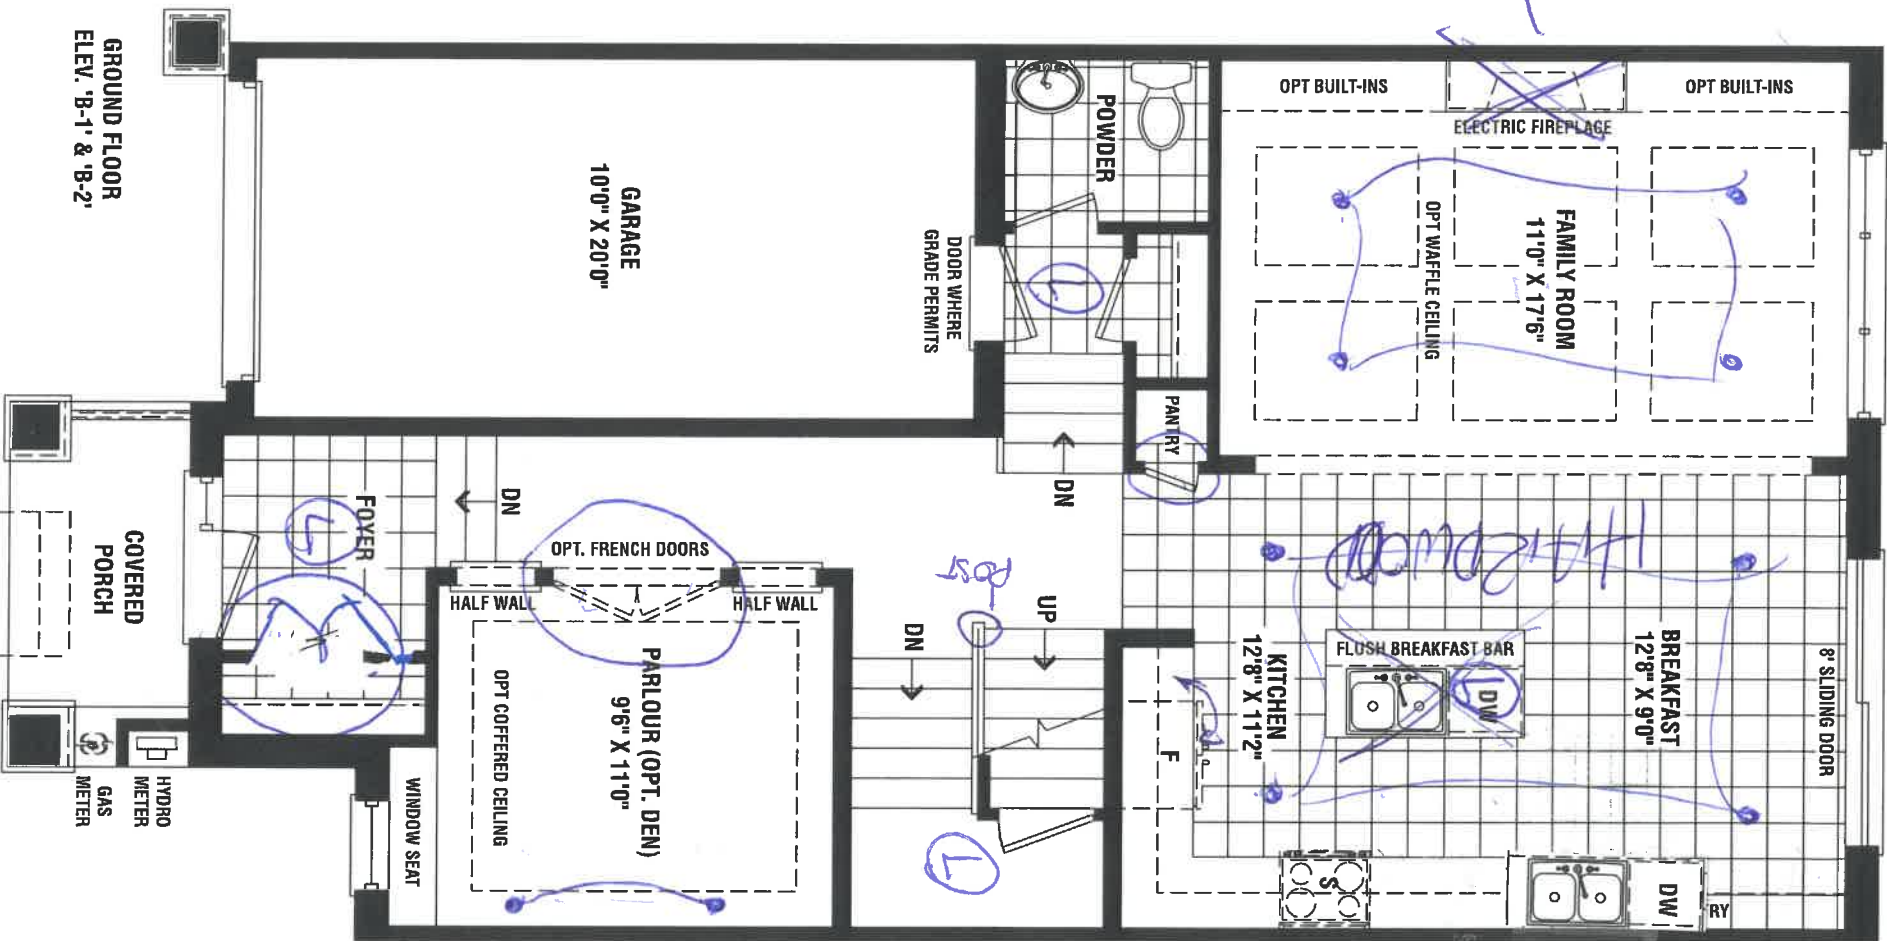 GROUND FLOOR
ELEV. 'B-1' & 'B-2'
GARAGE
10'0" X 20'0"
DOOR WHERE
GRADE PERMITS
POWDER
OPT BUILT-INS
ELECTRIC FIREPLACE
OPT BUILT-INS
FAMILY ROOM
11'0" X 17'6"
OPT WAFFLE CEILING
L
PANTRY
DN
FOYER
L
DN
COVERED
PORCH
OPT. FRENCH DOORS
HALF WALL
HALF WALL
PARLOUR (OPT. DEN)
9'6" X 11'0"
OPT COFFERED CEILING
WINDOW SEAT
HYDRO
METER
GAS
METER
POST
UP
DN
L
HARDWOOD
FLUSH BREAKFAST BAR
DW
L
KITCHEN
12'8" X 11'2"
BREAKFAST
12'8" X 9'0"
8' SLIDING DOOR
F
S
DW
RY